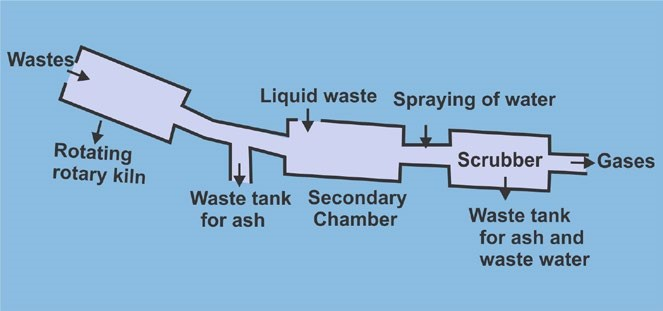 Wastes
Rotating
rotary kiln
Waste tank
for ash
Liquid waste
Secondary
Chamber
Spraying of water
Scrubber
Gases
Waste tank
for ash and
waste water